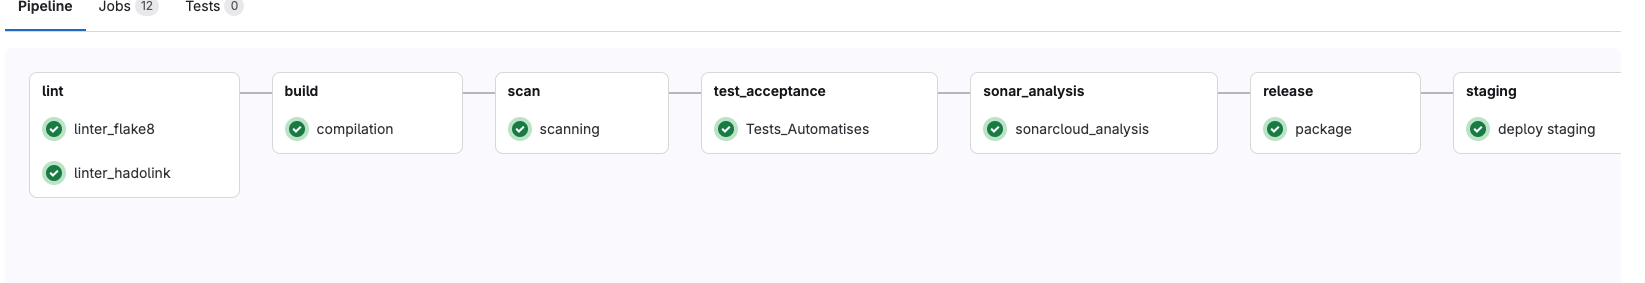 Pipeline Jobs 12 Tests 0
lint
linter_flake8
linter_hadolink
build
compilation
scan
scanning
test_acceptance
Tests_Automatises
sonar_analysis
sonarcloud_analysis
release
package
staging
deploy staging